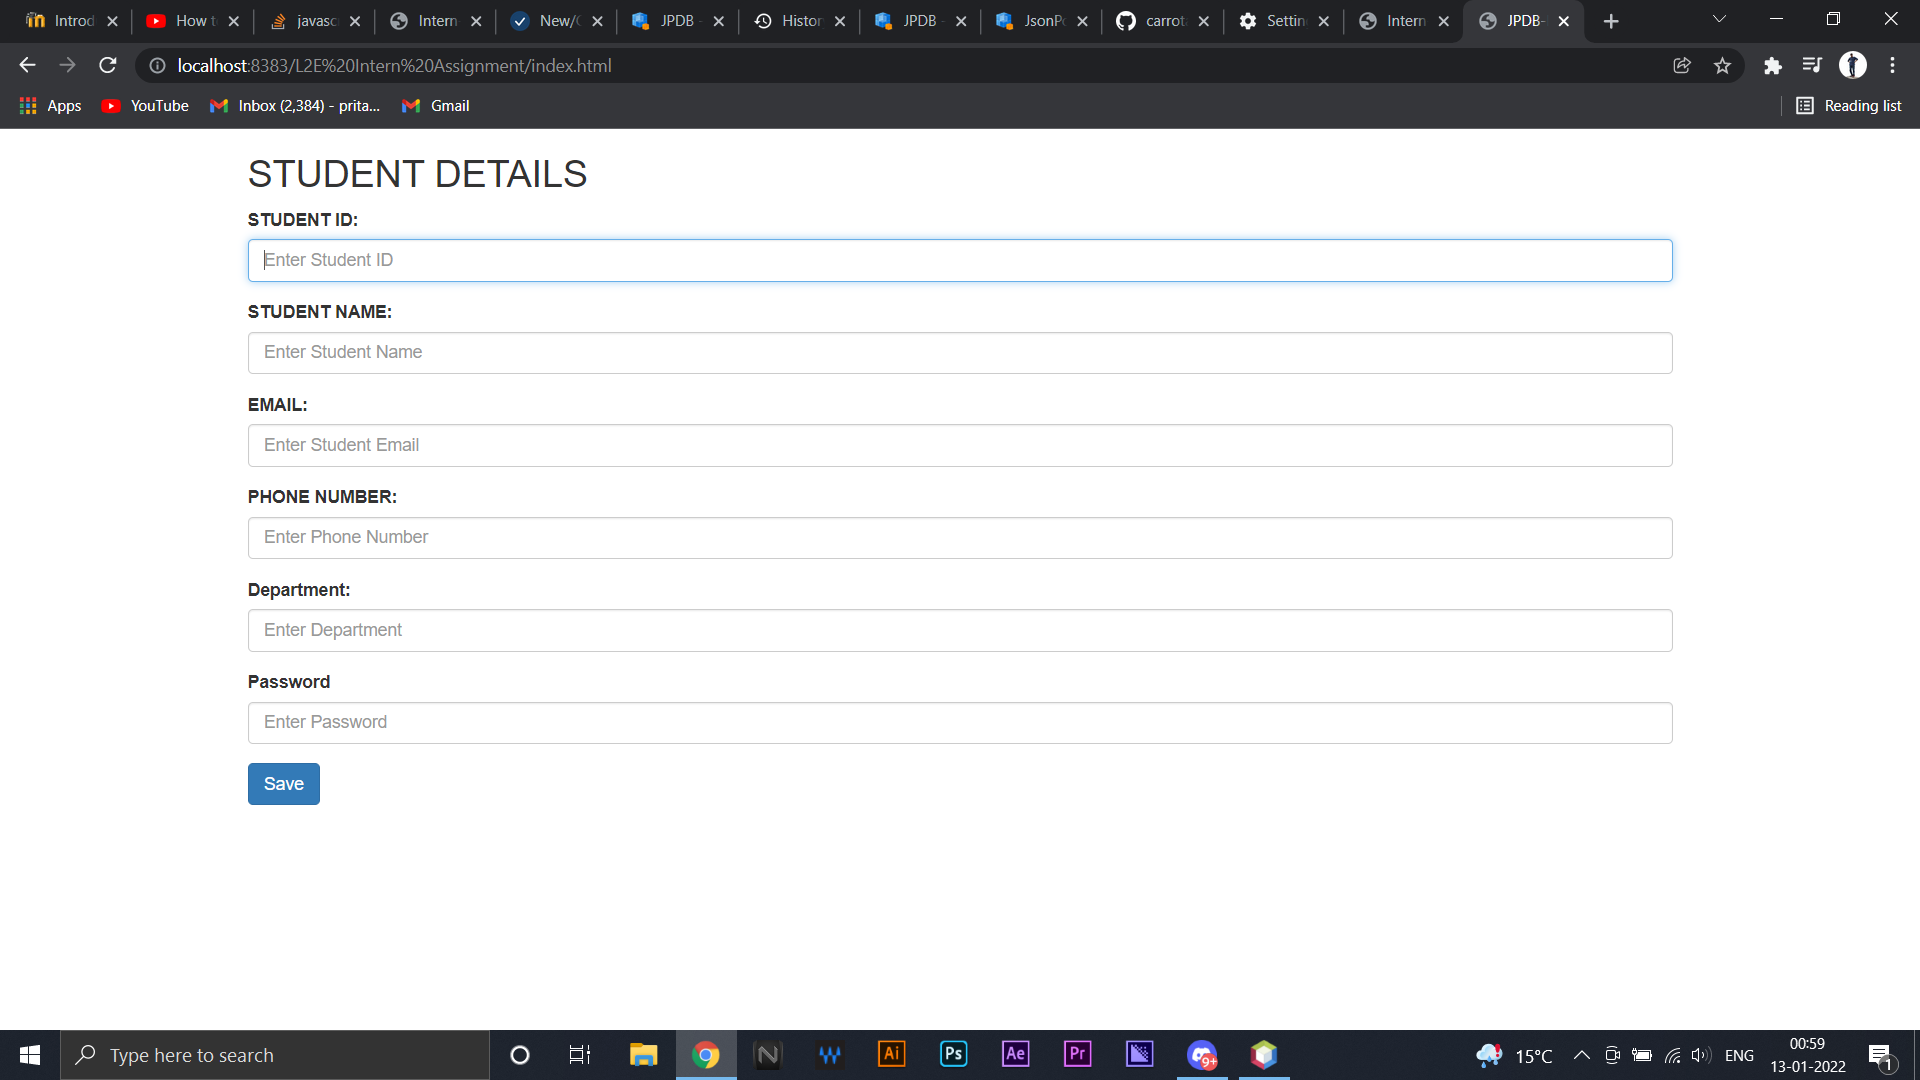 Introd How t javasc Intern New/ JPDB - Histor JPDB - JsonPo carrot Settin Intern JPDB-
localhost:8383/L2E%20Intern%20Assignment/index.html
Apps YouTube Inbox (2,384) - prita... Gmail Reading list
STUDENT DETAILS
STUDENT ID:
Enter Student ID
STUDENT NAME:
Enter Student Name
EMAIL:
Enter Student Email
PHONE NUMBER:
Enter Phone Number
Department:
Enter Department
Password
Enter Password
Save
Type here to search Ai Ps Ae Pr 9+ 15°C ENG 00:59
13-01-2022 1